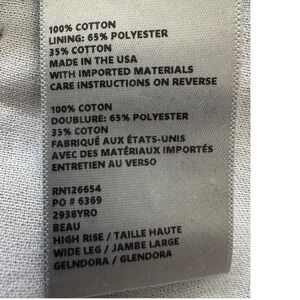 100% COTTON
LINING: 65% POLYESTER
35% COTTON
MADE IN THE USA
WITH IMPORTED MATERIALS
CARE INSTRUCTIONS ON REVERSE
100% COTON
DOUBLURE: 65% POLYESTER
35% COTON
FABRIQUÉ AUX ÉTATS-UNIS
AVEC DES MATÉRIAUX IMPORTÉS
ENTRETIEN AU VERSO
RN126654
PO # 6369
2938YRO
BEAU
HIGH RISE / TAILLE HAUTE
WIDE LEG / JAMBE LARGE
GELNDORA / GLENDORA